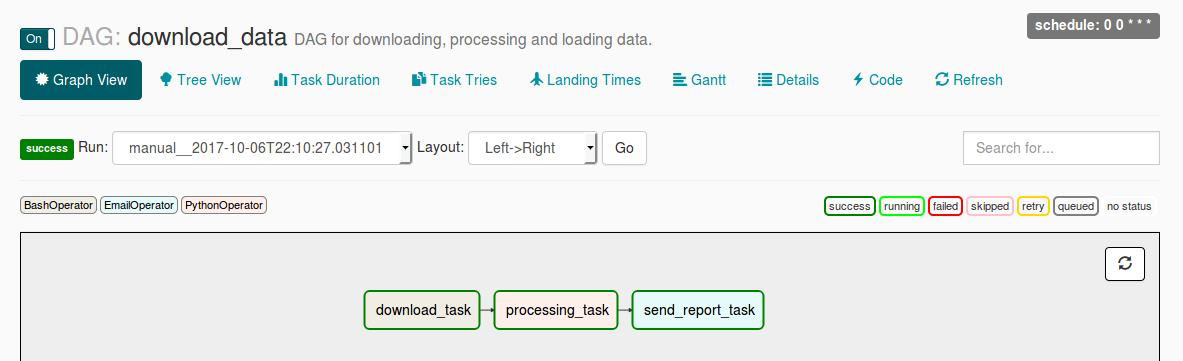 schedule: 0 0 * * *
On DAG: download_data DAG for downloading, processing and loading data.
Graph View Tree View Task Duration Task Tries Landing Times Gantt Details Code Refresh
success Run: manual__2017-10-06T22:10:27.031101 Layout: Left->Right Go Search for...
BashOperator EmailOperator PythonOperator success running failed skipped retry queued no status
download_task processing_task send_report_task